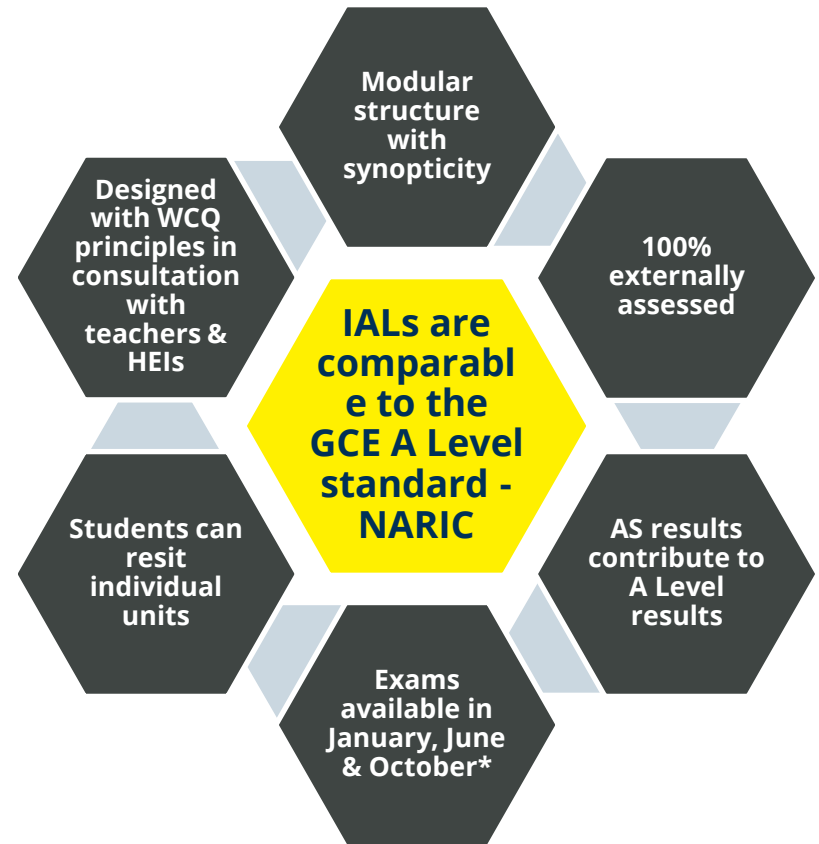 Modular
structure
with
synopticity
100%
externally
assessed
AS results
contribute to
A Level
results
Exams
available in
January, June
& October*
Students can
resit
individual
units
Designed
with WCQ
principles in
consultation
with
teachers &
HEIs
IALs are
comparabl
e to the
GCE A Level
standard -
NARIC